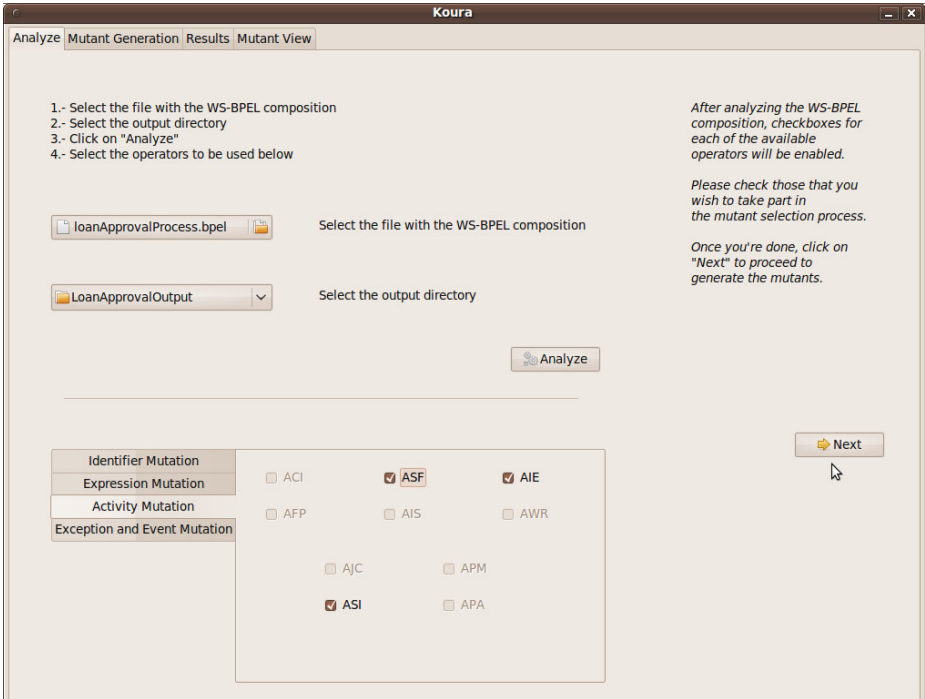 Koura
Analyze Mutant Generation Results Mutant View
1.- Select the file with the WS-BPEL composition
2.- Select the output directory
3.- Click on "Analyze"
4.- Select the operators to be used below
After analyzing the WS-BPEL
composition, checkboxes for
each of the available
operators will be enabled.
Please check those that you
wish to take part in
the mutant selection process.
Once you're done, click on
"Next" to proceed to
generate the mutants.
loanApprovalProcess.bpel
Select the file with the WS-BPEL composition
LoanApprovalOutput
Select the output directory
Analyze
Next
Identifier Mutation
Expression Mutation
Activity Mutation
Exception and Event Mutation
ACI ASF AIE
AFP AIS AWR
AJC APM
ASI APA